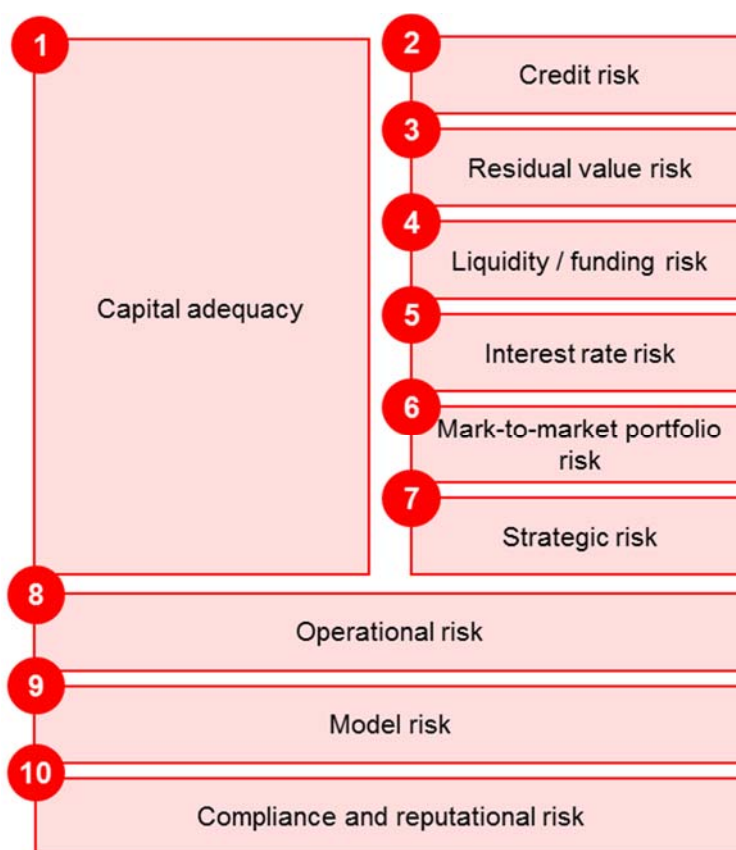 1
Capital adequacy
2
Credit risk
3
Residual value risk
4
Liquidity / funding risk
5
Interest rate risk
6
Mark-to-market portfolio
risk
7
Strategic risk
8
Operational risk
9
Model risk
10
Compliance and reputational risk